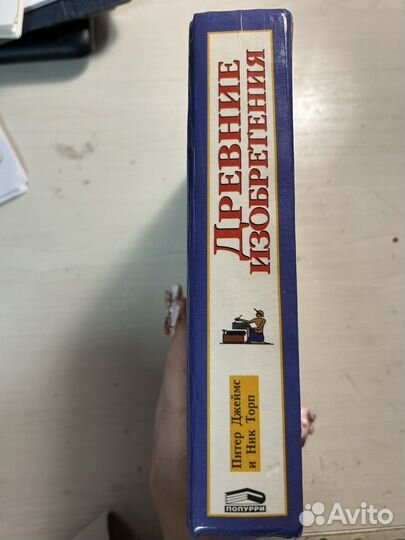 ДРЕВНИЕ
ИЗОБРЕТЕНИЯ
Питер Джеймс
и Ник Торп
ПОПУРРИ
Avito